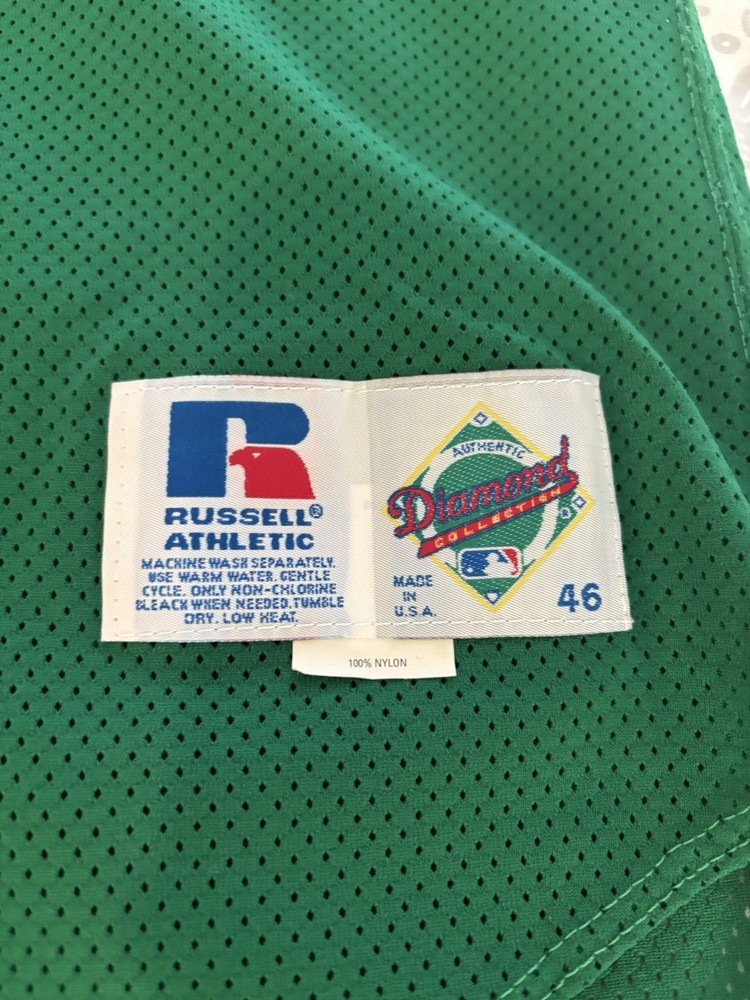 RUSSELL®
ATHLETIC
MACHINE WASH SEPARATELY.
USE WARM WATER. GENTLE
CYCLE. ONLY NON-CHLORINE
BLEACH WHEN NEEDED. TUMBLE
DRY. LOW HEAT.
AUTHENTIC
Diamond
COLLECTION
®
MADE
IN
U.S.A.
46
100% NYLON